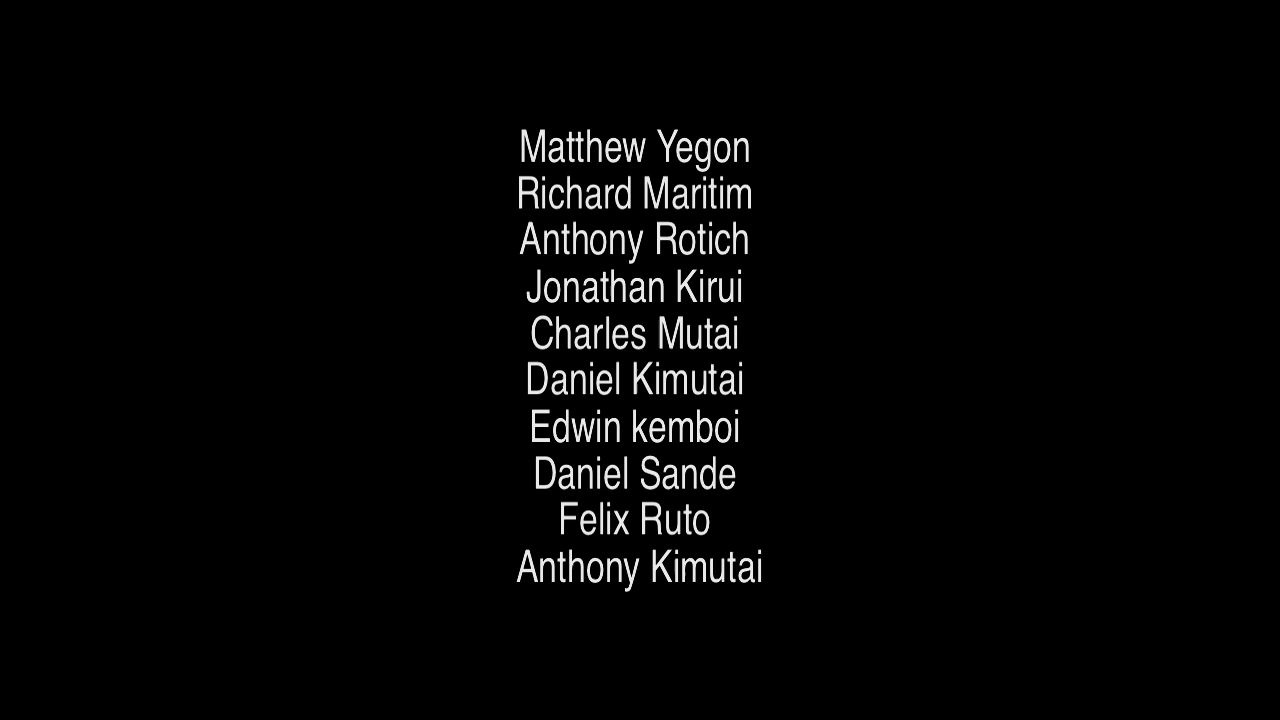 Matthew Yegon
Richard Maritim
Anthony Rotich
Jonathan Kirui
Charles Mutai
Daniel Kimutai
Edwin kemboi
Daniel Sande
Felix Ruto
Anthony Kimutai